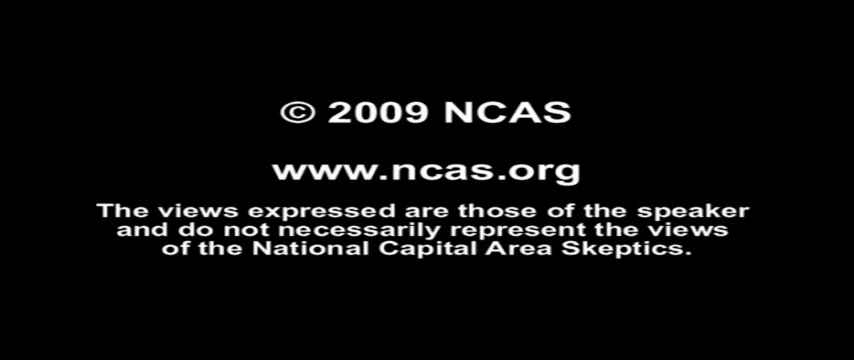 © 2009 NCAS
www.ncas.org
The views expressed are those of the speaker
and do not necessarily represent the views
of the National Capital Area Skeptics.